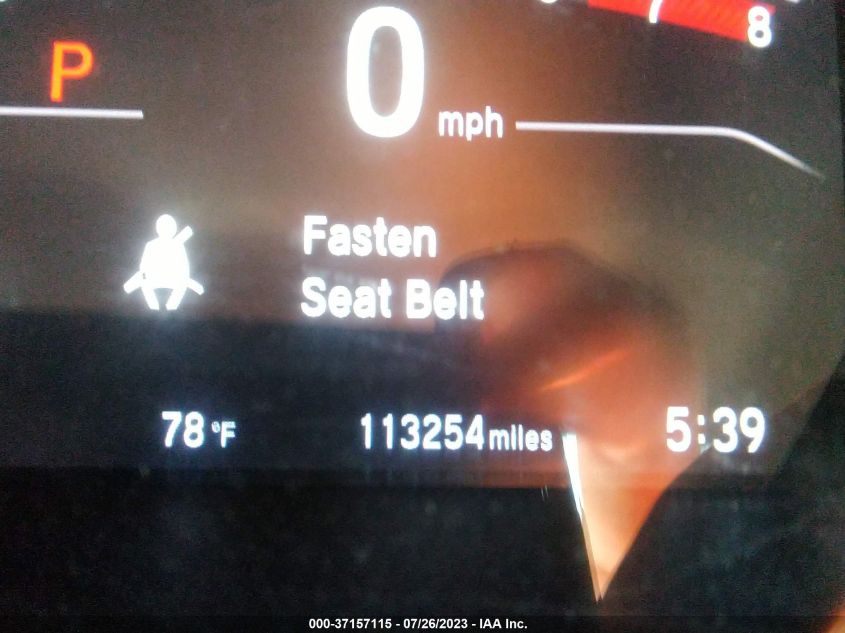 8
P
0 mph
Fasten
Seat Belt
78 °F 113254 miles 5:39
000-37157115 - 07/26/2023 - IAA Inc.